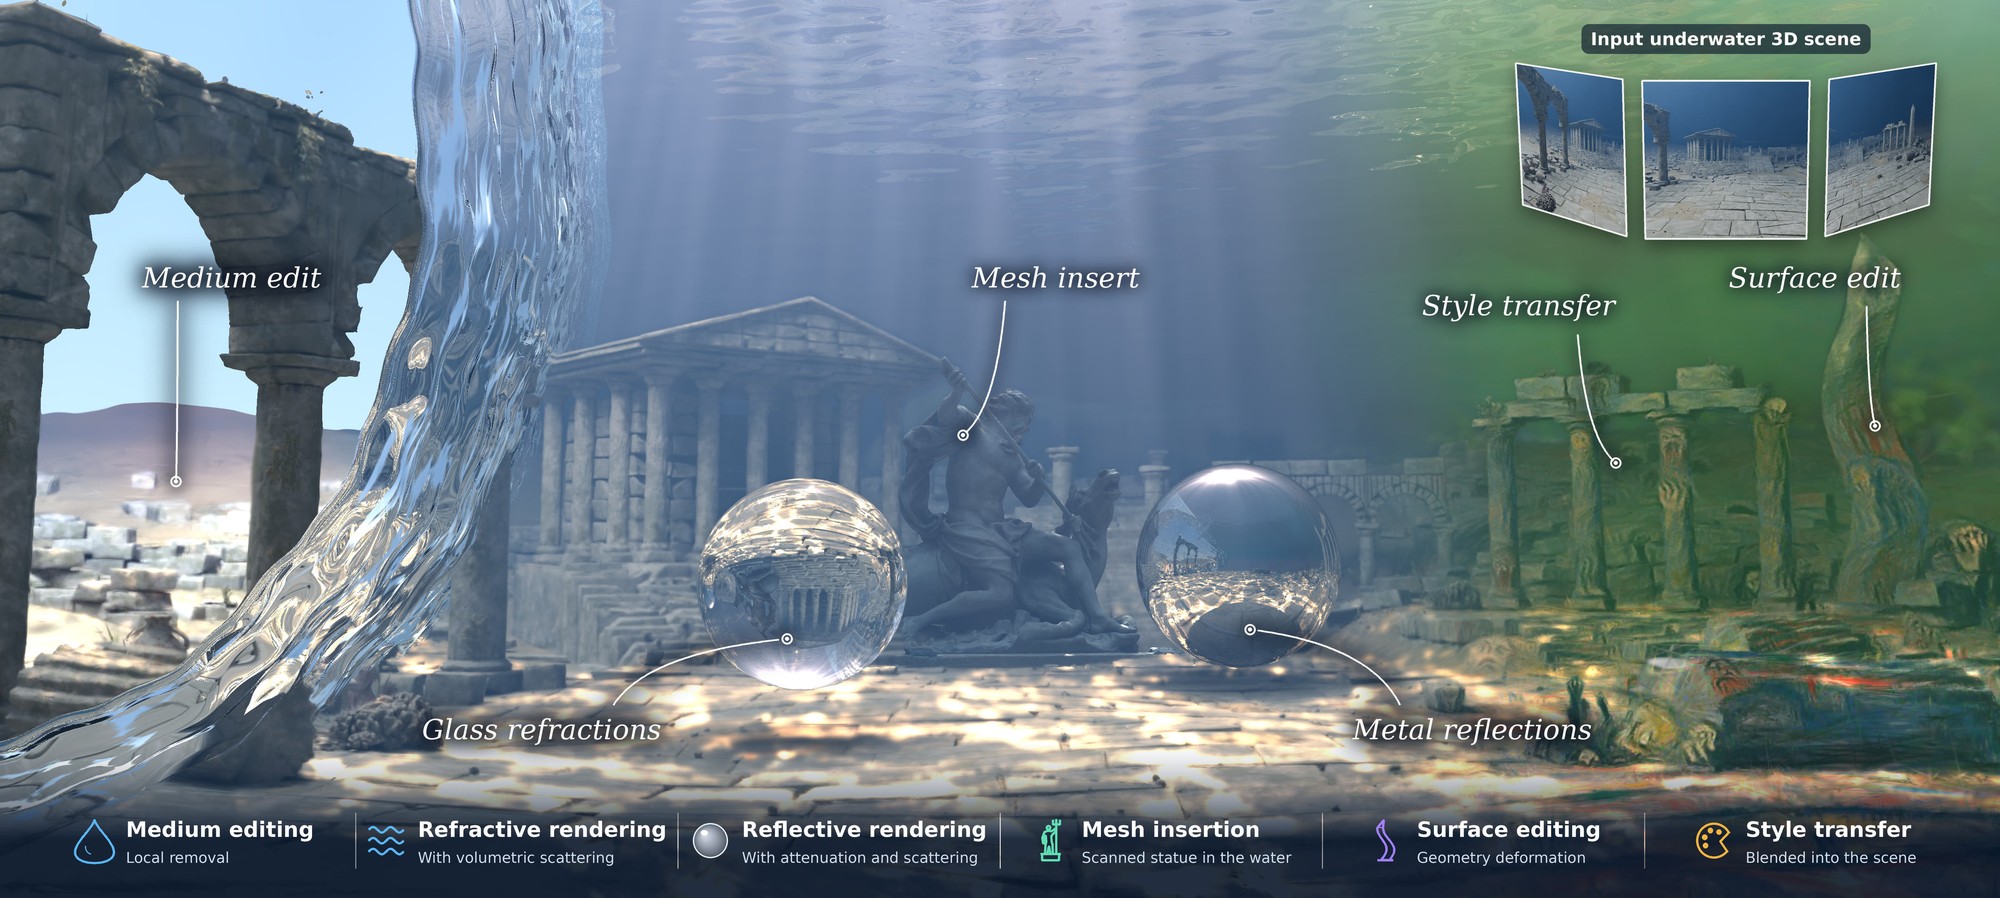 Input underwater 3D scene
Medium edit
Mesh insert
Surface edit
Style transfer
Glass refractions
Metal reflections
Medium editing
Local removal
Refractive rendering
With volumetric scattering
Reflective rendering
With attenuation and scattering
Mesh insertion
Scanned statue in the water
Surface editing
Geometry deformation
Style transfer
Blended into the scene